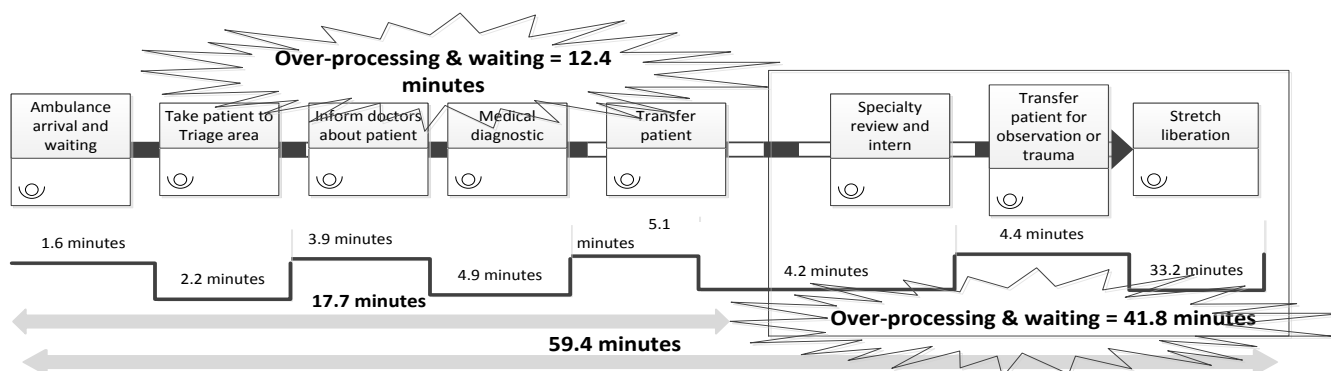 Over-processing & waiting = 12.4
minutes
Ambulance
arrival and
waiting
Take patient to
Triage area
Inform doctors
about patient
Medical
diagnostic
Transfer
patient
Specialty
review and
intern
Transfer
patient for
observation or
trauma
Stretch
liberation
1.6 minutes
2.2 minutes
3.9 minutes
4.9 minutes
5.1
minutes
4.2 minutes
4.4 minutes
33.2 minutes
17.7 minutes
Over-processing & waiting = 41.8 minutes
59.4 minutes